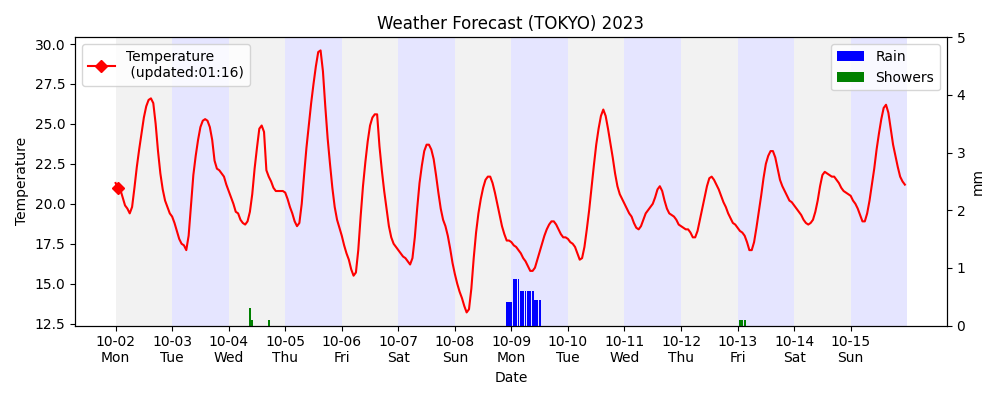 Weather Forecast (TOKYO) 2023
Temperature
(updated:01:16)
Rain
Showers
30.0
27.5
25.0
22.5
20.0
17.5
15.0
12.5
Temperature
5
4
3
2
1
0
mm
10-02 10-03 10-04 10-05 10-06 10-07 10-08 10-09 10-10 10-11 10-12 10-13 10-14 10-15
Mon Tue Wed Thu Fri Sat Sun Mon Tue Wed Thu Fri Sat Sun
Date